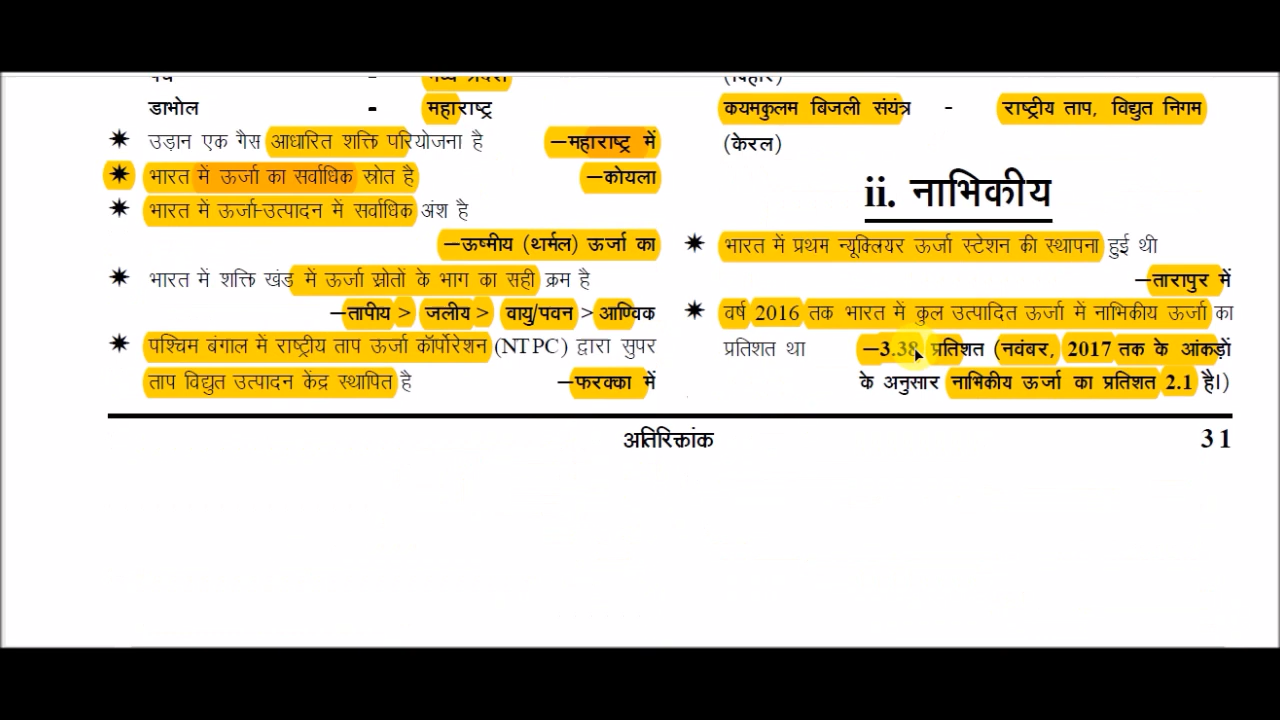 डाभोल - महाराष्ट्र
✷ उड़ान एक गैस आधारित शक्ति परियोजना है —महाराष्ट्र में
✷ भारत में ऊर्जा का सर्वाधिक स्रोत है —कोयला
✷ भारत में ऊर्जा-उत्पादन में सर्वाधिक अंश है
—ऊष्मीय (थार्मल) ऊर्जा का
✷ भारत में शक्ति खंड में ऊर्जा स्रोतों के भाग का सही क्रम है
—तापीय > जलीय > वायु/पवन > आण्विक
✷ पश्चिम बंगाल में राष्ट्रीय ताप ऊर्जा कॉर्पोरेशन (NTPC) द्वारा सुपर
ताप विद्युत उत्पादन केंद्र स्थापित है —फरक्का में
(बिहार)
कयमकुलम बिजली संयंत्र - राष्ट्रीय ताप, विद्युत निगम
(केरल)
ii. नाभिकीय
✷ भारत में प्रथम न्यूक्लियर ऊर्जा स्टेशन की स्थापना हुई थी
—तारापुर में
✷ वर्ष 2016 तक भारत में कुल उत्पादित ऊर्जा में नाभिकीय ऊर्जा का
प्रतिशत था —3.38 प्रतिशत (नवंबर, 2017 तक के आंकड़ों
के अनुसार नाभिकीय ऊर्जा का प्रतिशत 2.1 है।)
अतिरिक्तांक 31